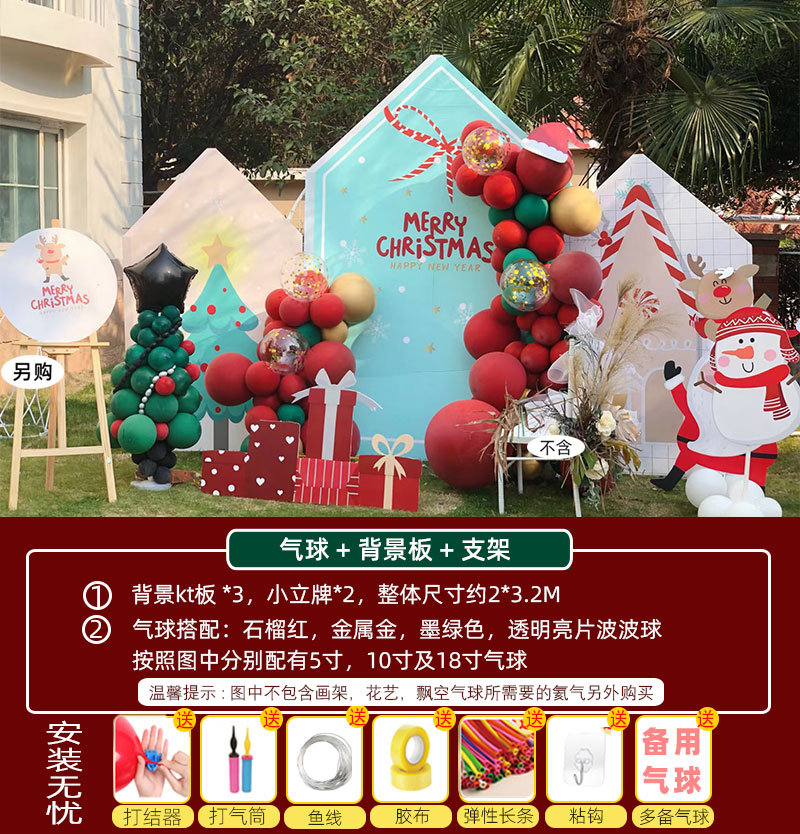 MERRY
CHRISTMAS
HAPPY NEW YEAR
MERRY
CHRISTMAS
另购
不含
气球 + 背景板 + 支架
① 背景kt板 *3，小立牌*2，整体尺寸约2*3.2M
② 气球搭配：石榴红，金属金，墨绿色，透明亮片波波球
按照图中分别配有5寸，10寸及18寸气球
温馨提示 : 图中不包含画架，花艺，飘空气球所需要的氦气另外购买
安装无忧
送 送 送 送 送 送 送
备用
气球
打结器 打气筒 鱼线 胶布 弹性长条 粘钩 多备气球